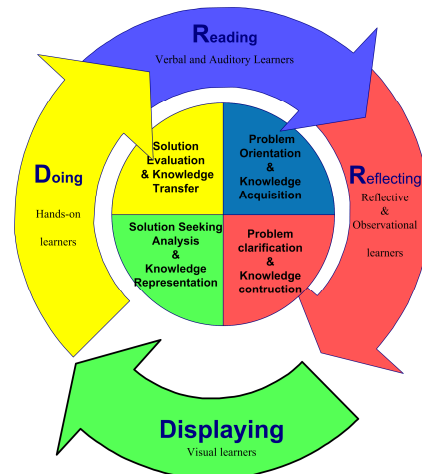 Reading
Verbal and Auditory Learners
Reflecting
Reflective
&
Observational
learners
Displaying
Visual learners
Doing
Hands-on
learners
Solution
Evaluation
& Knowledge
Transfer
Problem
Orientation
&
Knowledge
Acquisition
Solution Seeking
Analysis
&
Knowledge
Representation
Problem
clarification
&
Knowledge
contruction